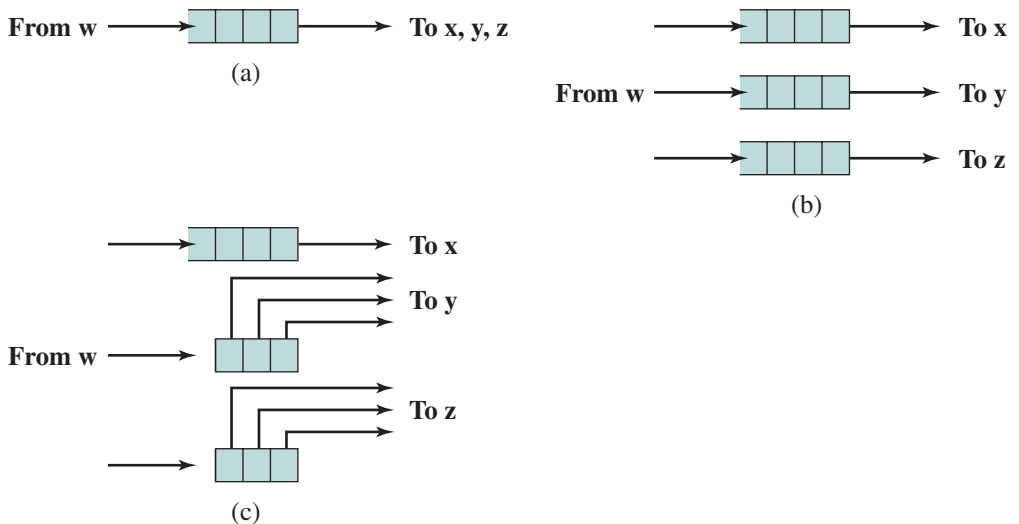 From w
To x, y, z
(a)
To x
From w
To y
To z
(b)
To x
To y
From w
To z
(c)